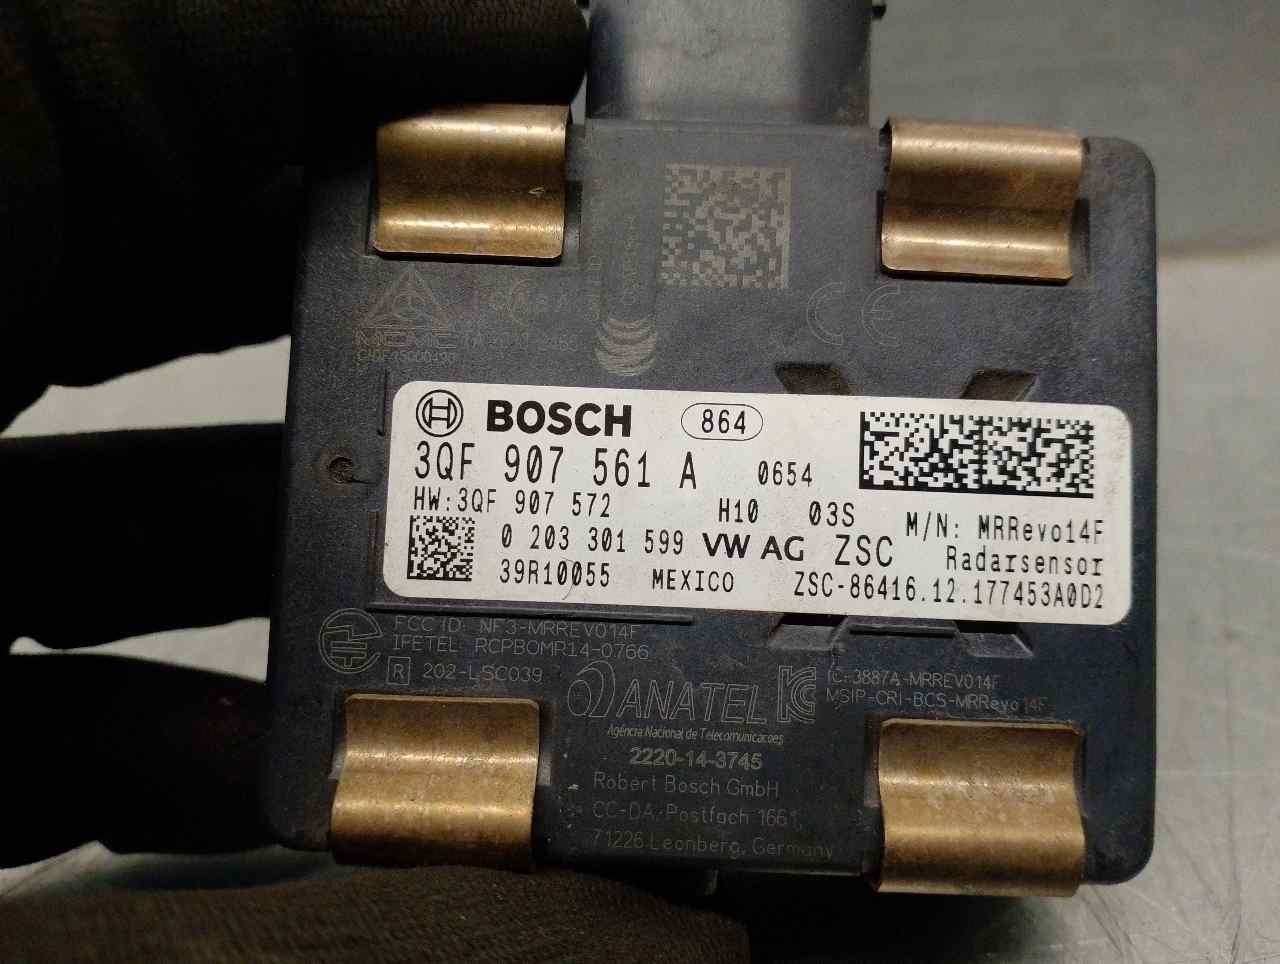 BOSCH 864
3QF 907 561 A 0654
HW:3QF 907 572 H10 03S M/N: MRRevo14F
0 203 301 599 VW AG ZSC Radarsensor
39R10055 MEXICO ZSC-86416.12.177453A0D2
FCC ID: NF3-MRREVO14F
IFETEL RCPBOMR14-0766
R 202-LSC039
ANATEL
Agência Nacional de Telecomunicações
2220-14-3745
IC-3887A-MRREVO14F
MSIP-CRI-BCS-MRRevo14F
Robert Bosch GmbH
CC-DA, Postfach 1661,
71226 Leonberg, Germany